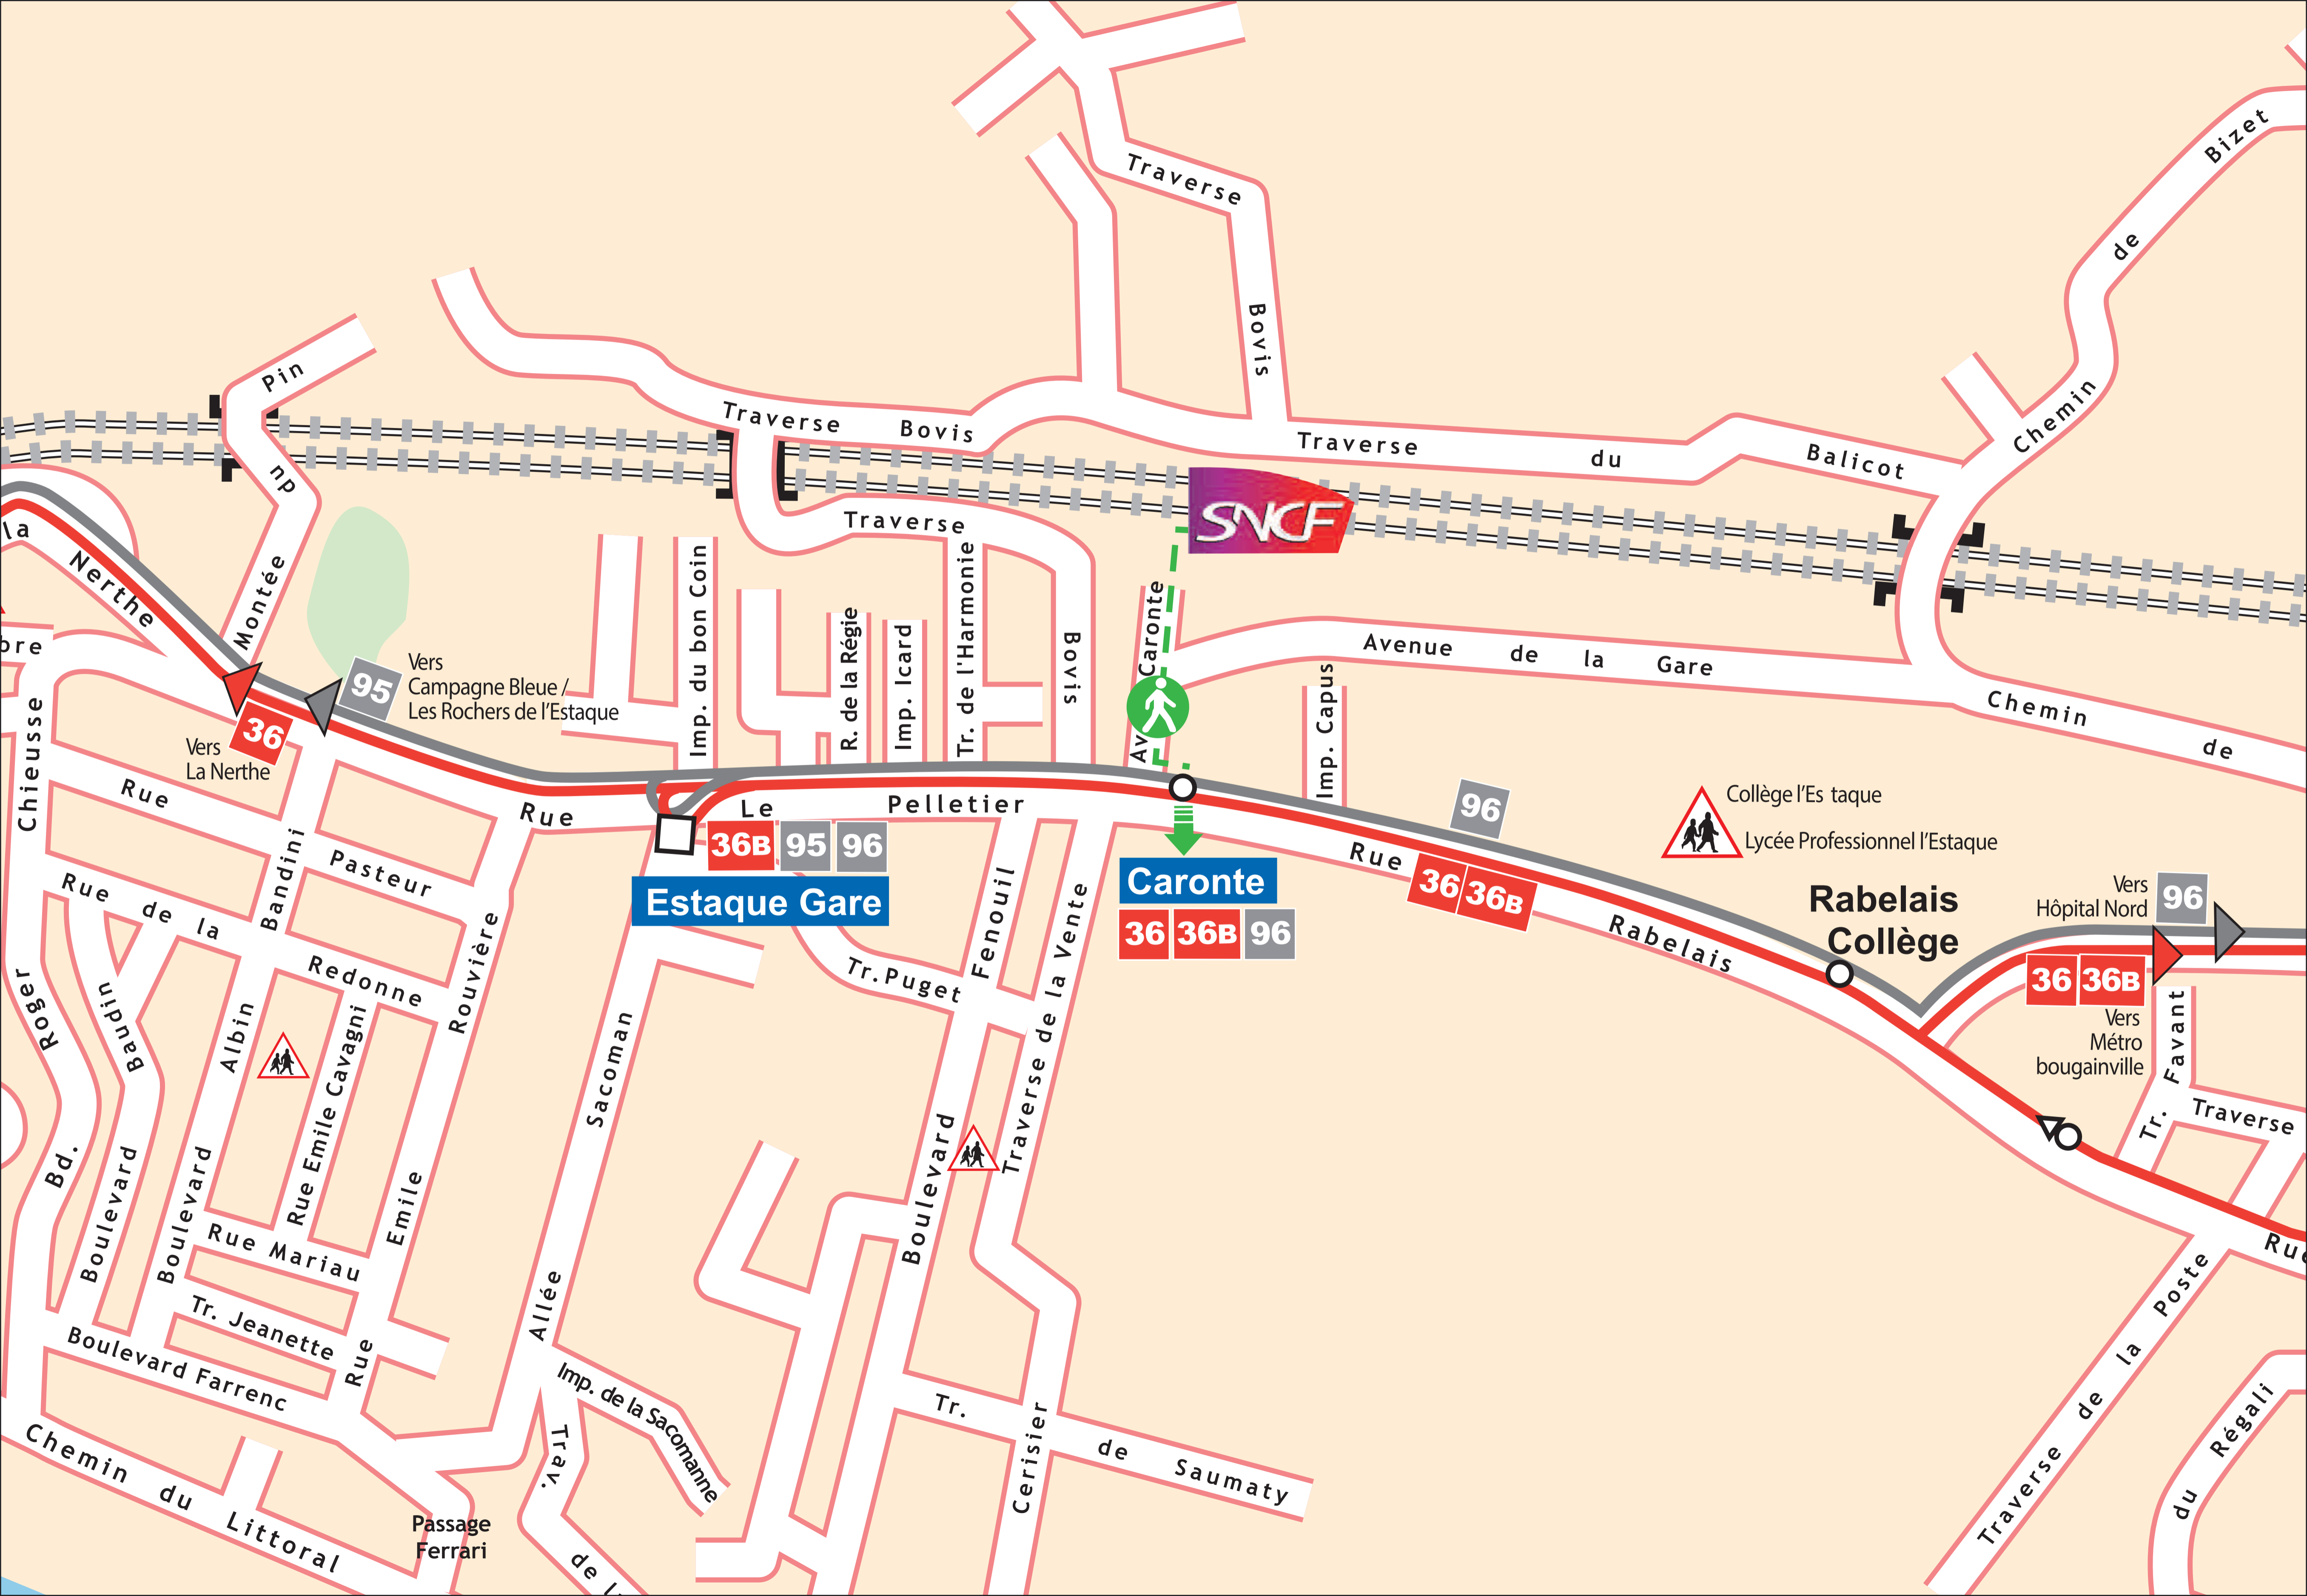 Bizet
de
Chemin
Traverse
Bovis
Pin
du
Montée
Traverse Bovis
Traverse du Balicot
SNCF
la
Nerthe
Traverse
Bovis
Imp. du bon Coin
R. de la Régie
Imp. Icard
Tr. de l'Harmonie
Caronte
Av
Avenue de la Gare
Imp. Capus
Chemin de
bre
Chieusse
Roger
Bd.
95
Vers
Campagne Bleue /
Les Rochers de l'Estaque
36
Vers
La Nerthe
Rue Le Pelletier
36B 95 96
Estaque Gare
Caronte
36 36B 96
96
Rue Rabelais
36 36B
Collège l'Es taque
Lycée Professionnel l'Estaque
Rabelais
Collège
Vers
Hôpital Nord
96
36 36B
Vers
Métro
bougainville
Tr. Favant
Traverse
Rue
Rue Pasteur
Rue de la Redonne
Boulevard Baudin
Boulevard Albin Bandini
Rue Emile Cavagni
Rue Emile Rouvière
Rue Mariau
Tr. Jeanette
Boulevard Farrenc
Chemin du Littoral
Passage
Ferrari
Allée Sacoman
Imp. de la Sacomanne
Trav.
de l
Tr. Puget
Boulevard Fenouil
Traverse de la Vente
Cerisier
Tr. de Saumaty
Traverse de la Poste
du Régali